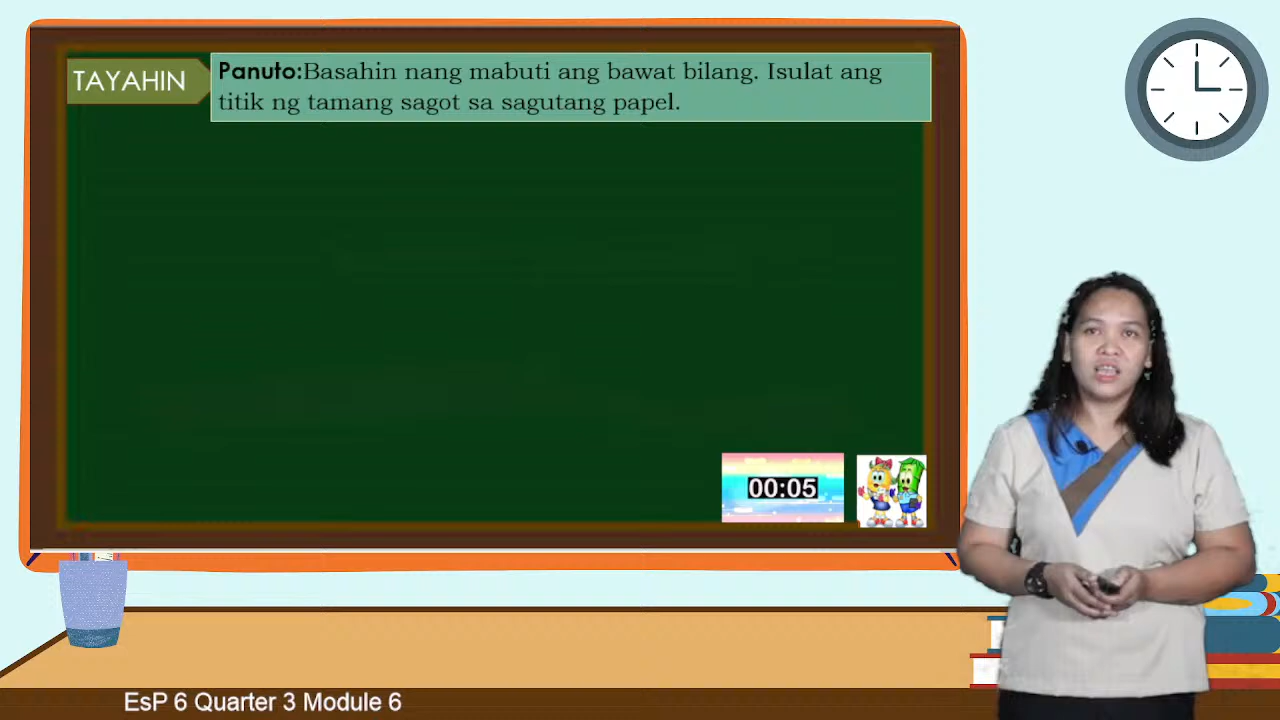 TAYAHIN
Panuto:Basahin nang mabuti ang bawat bilang. Isulat ang
titik ng tamang sagot sa sagutang papel.
00:05
EsP 6 Quarter 3 Module 6